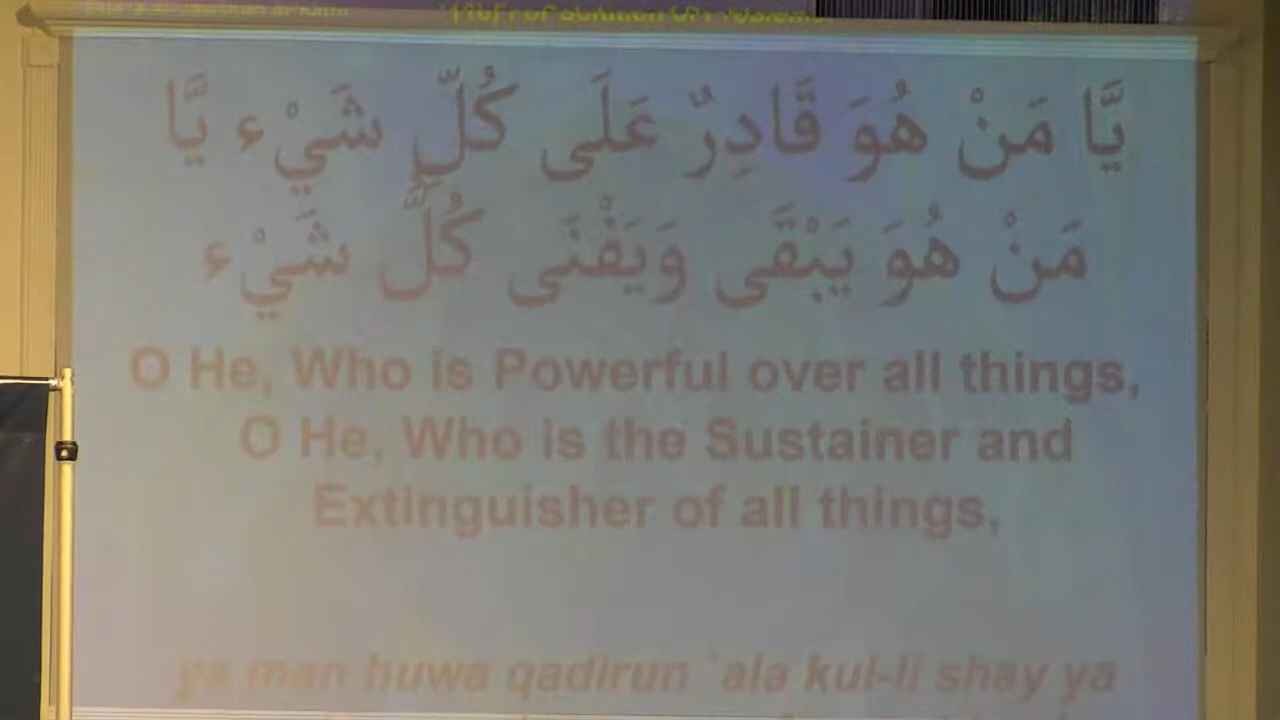 يَّا مَنْ هُوَ قَادِرٌ عَلَى كُلِّ شَيْء يَّا
مَنْ هُوَ يَبْقَى وَيَفْنَى كُلُّ شَيْء
O He, Who is Powerful over all things,
O He, Who is the Sustainer and
Extinguisher of all things,
ya man huwa qadirun `ala kul-li shay ya